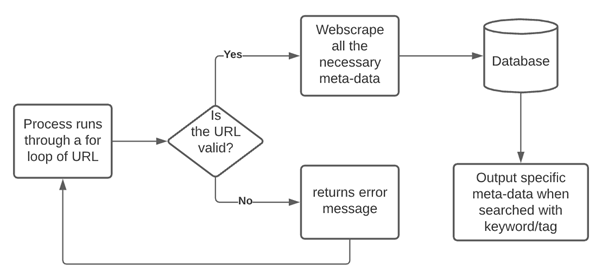 Process runs
through a for
loop of URL
Is
the URL
valid?
Yes
Webscrape
all the
necessary
meta-data
Database
Output specific
meta-data when
searched with
keyword/tag
No
returns error
message